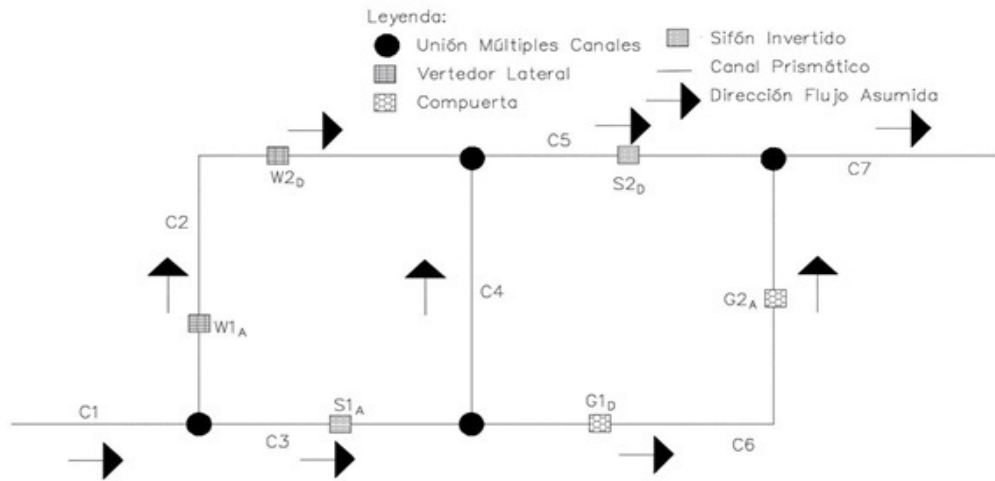 Leyenda:
Unión Múltiples Canales
Sifón Invertido
Vertedor Lateral
Canal Prismático
Compuerta
Dirección Flujo Asumida
C5
W2D
S2D
C7
C2
C4
G2A
W1A
C1
S1A
G1D
C3
C6